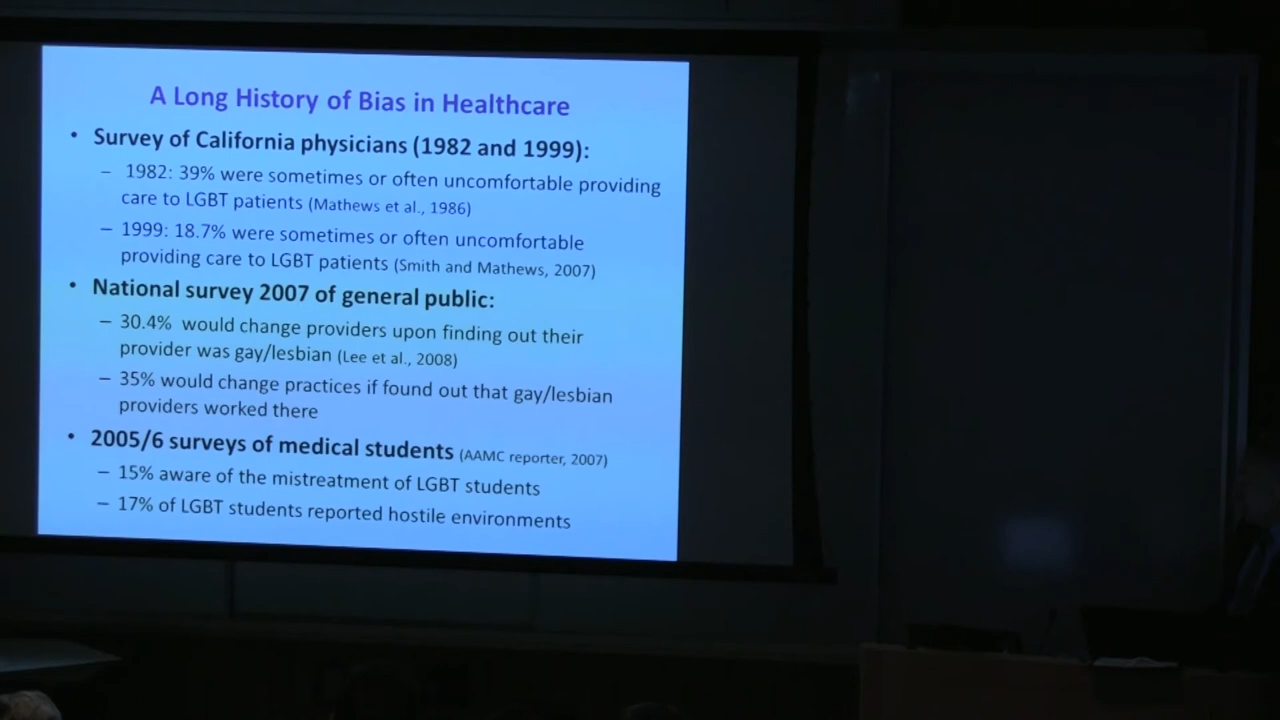 A Long History of Bias in Healthcare
• Survey of California physicians (1982 and 1999):
– 1982: 39% were sometimes or often uncomfortable providing
care to LGBT patients (Mathews et al., 1986)
– 1999: 18.7% were sometimes or often uncomfortable
providing care to LGBT patients (Smith and Mathews, 2007)
• National survey 2007 of general public:
– 30.4% would change providers upon finding out their
provider was gay/lesbian (Lee et al., 2008)
– 35% would change practices if found out that gay/lesbian
providers worked there
• 2005/6 surveys of medical students (AAMC reporter, 2007)
– 15% aware of the mistreatment of LGBT students
– 17% of LGBT students reported hostile environments